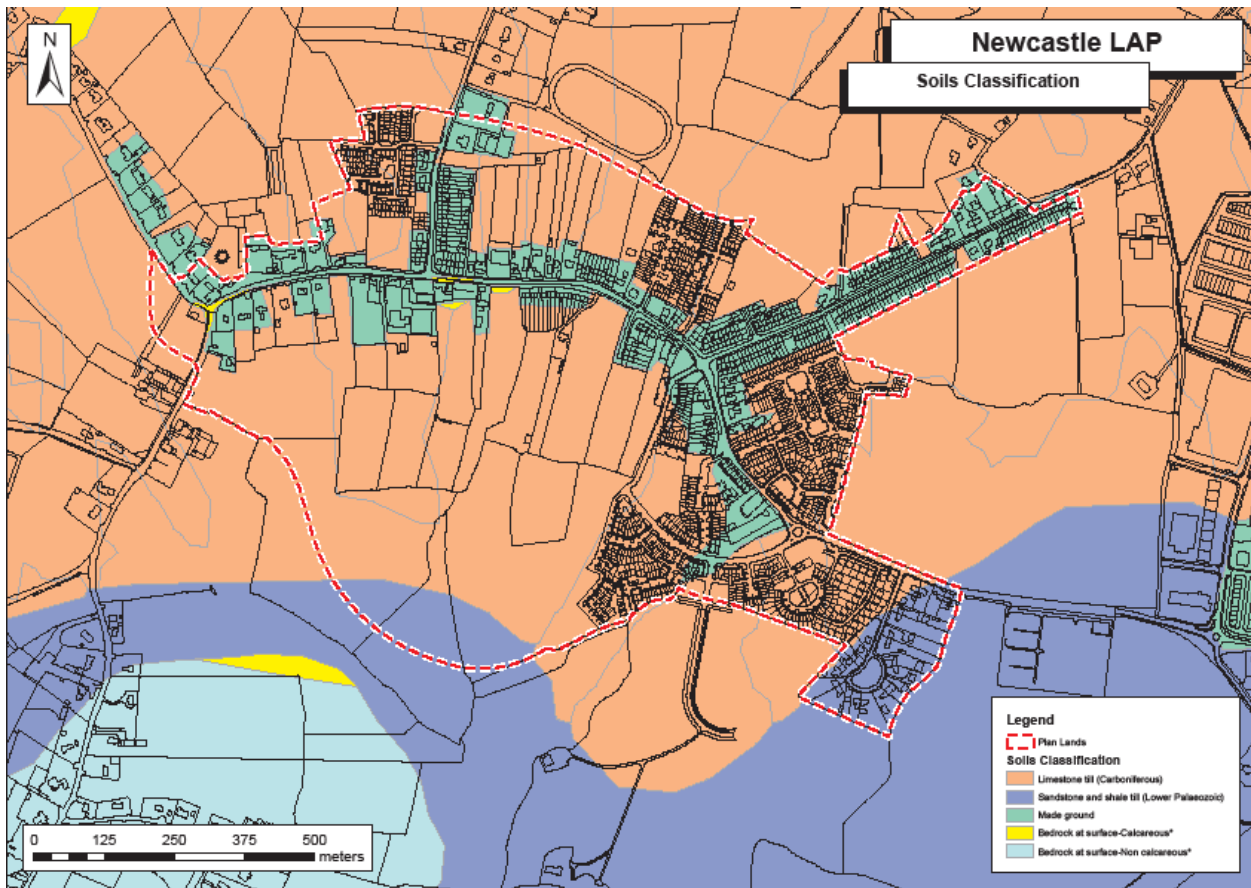 N
Newcastle LAP
Soils Classification
Legend
Plan Lands
Soils Classification
Limestone till (Carboniferous)
Sandstone and shale till (Lower Palaeozoic)
Made ground
Bedrock at surface-Calcareous*
Bedrock at surface-Non calcareous*
0 125 250 375 500
meters